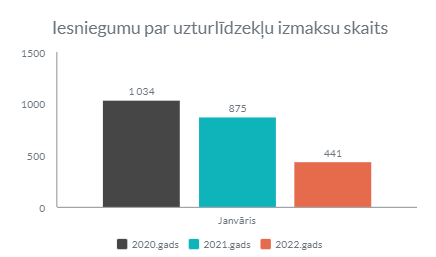 Iesniegumu par uzturlīdzekļu izmaksu skaits
1500
1000
500
0
1 034
875
441
Janvāris
2020.gads 2021.gads 2022.gads